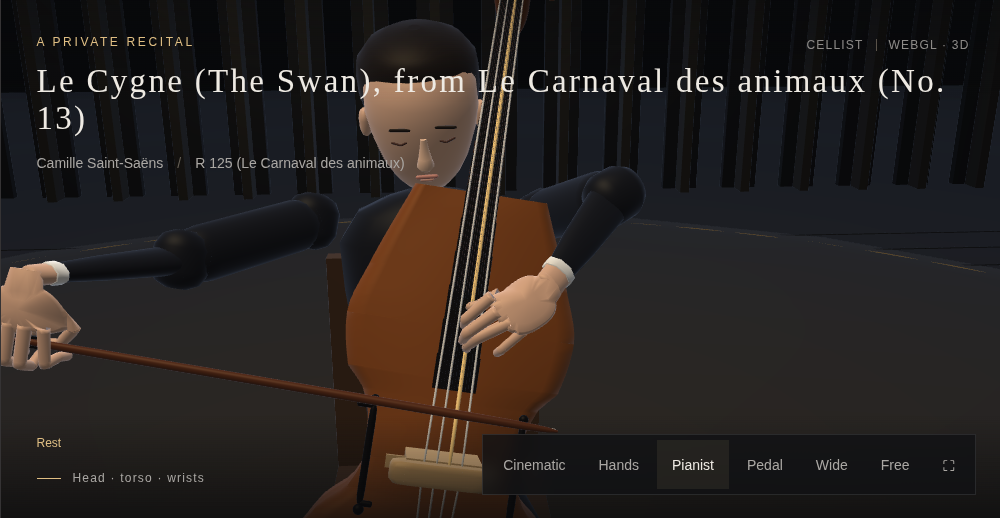 A PRIVATE RECITAL
CELLIST | WEBGL · 3D
Le Cygne (The Swan), from Le Carnaval des animaux (No.
13)
Camille Saint-Saëns / R 125 (Le Carnaval des animaux)
Rest
Head · torso · wrists
Cinematic Hands Pianist Pedal Wide Free